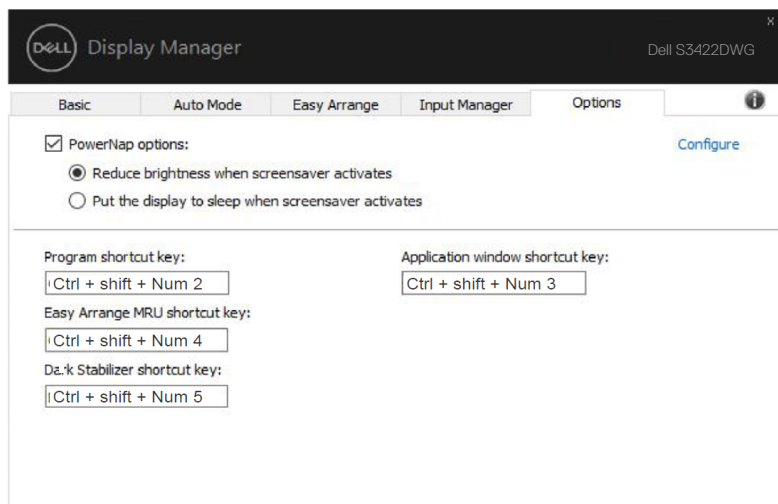 X
DELL Display Manager
Dell S3422DWG
Basic Auto Mode Easy Arrange Input Manager Options
PowerNap options:
Configure
Reduce brightness when screensaver activates
Put the display to sleep when screensaver activates
Program shortcut key:
Application window shortcut key:
Ctrl + shift + Num 2
Ctrl + shift + Num 3
Easy Arrange MRU shortcut key:
Ctrl + shift + Num 4
Dark Stabilizer shortcut key:
Ctrl + shift + Num 5